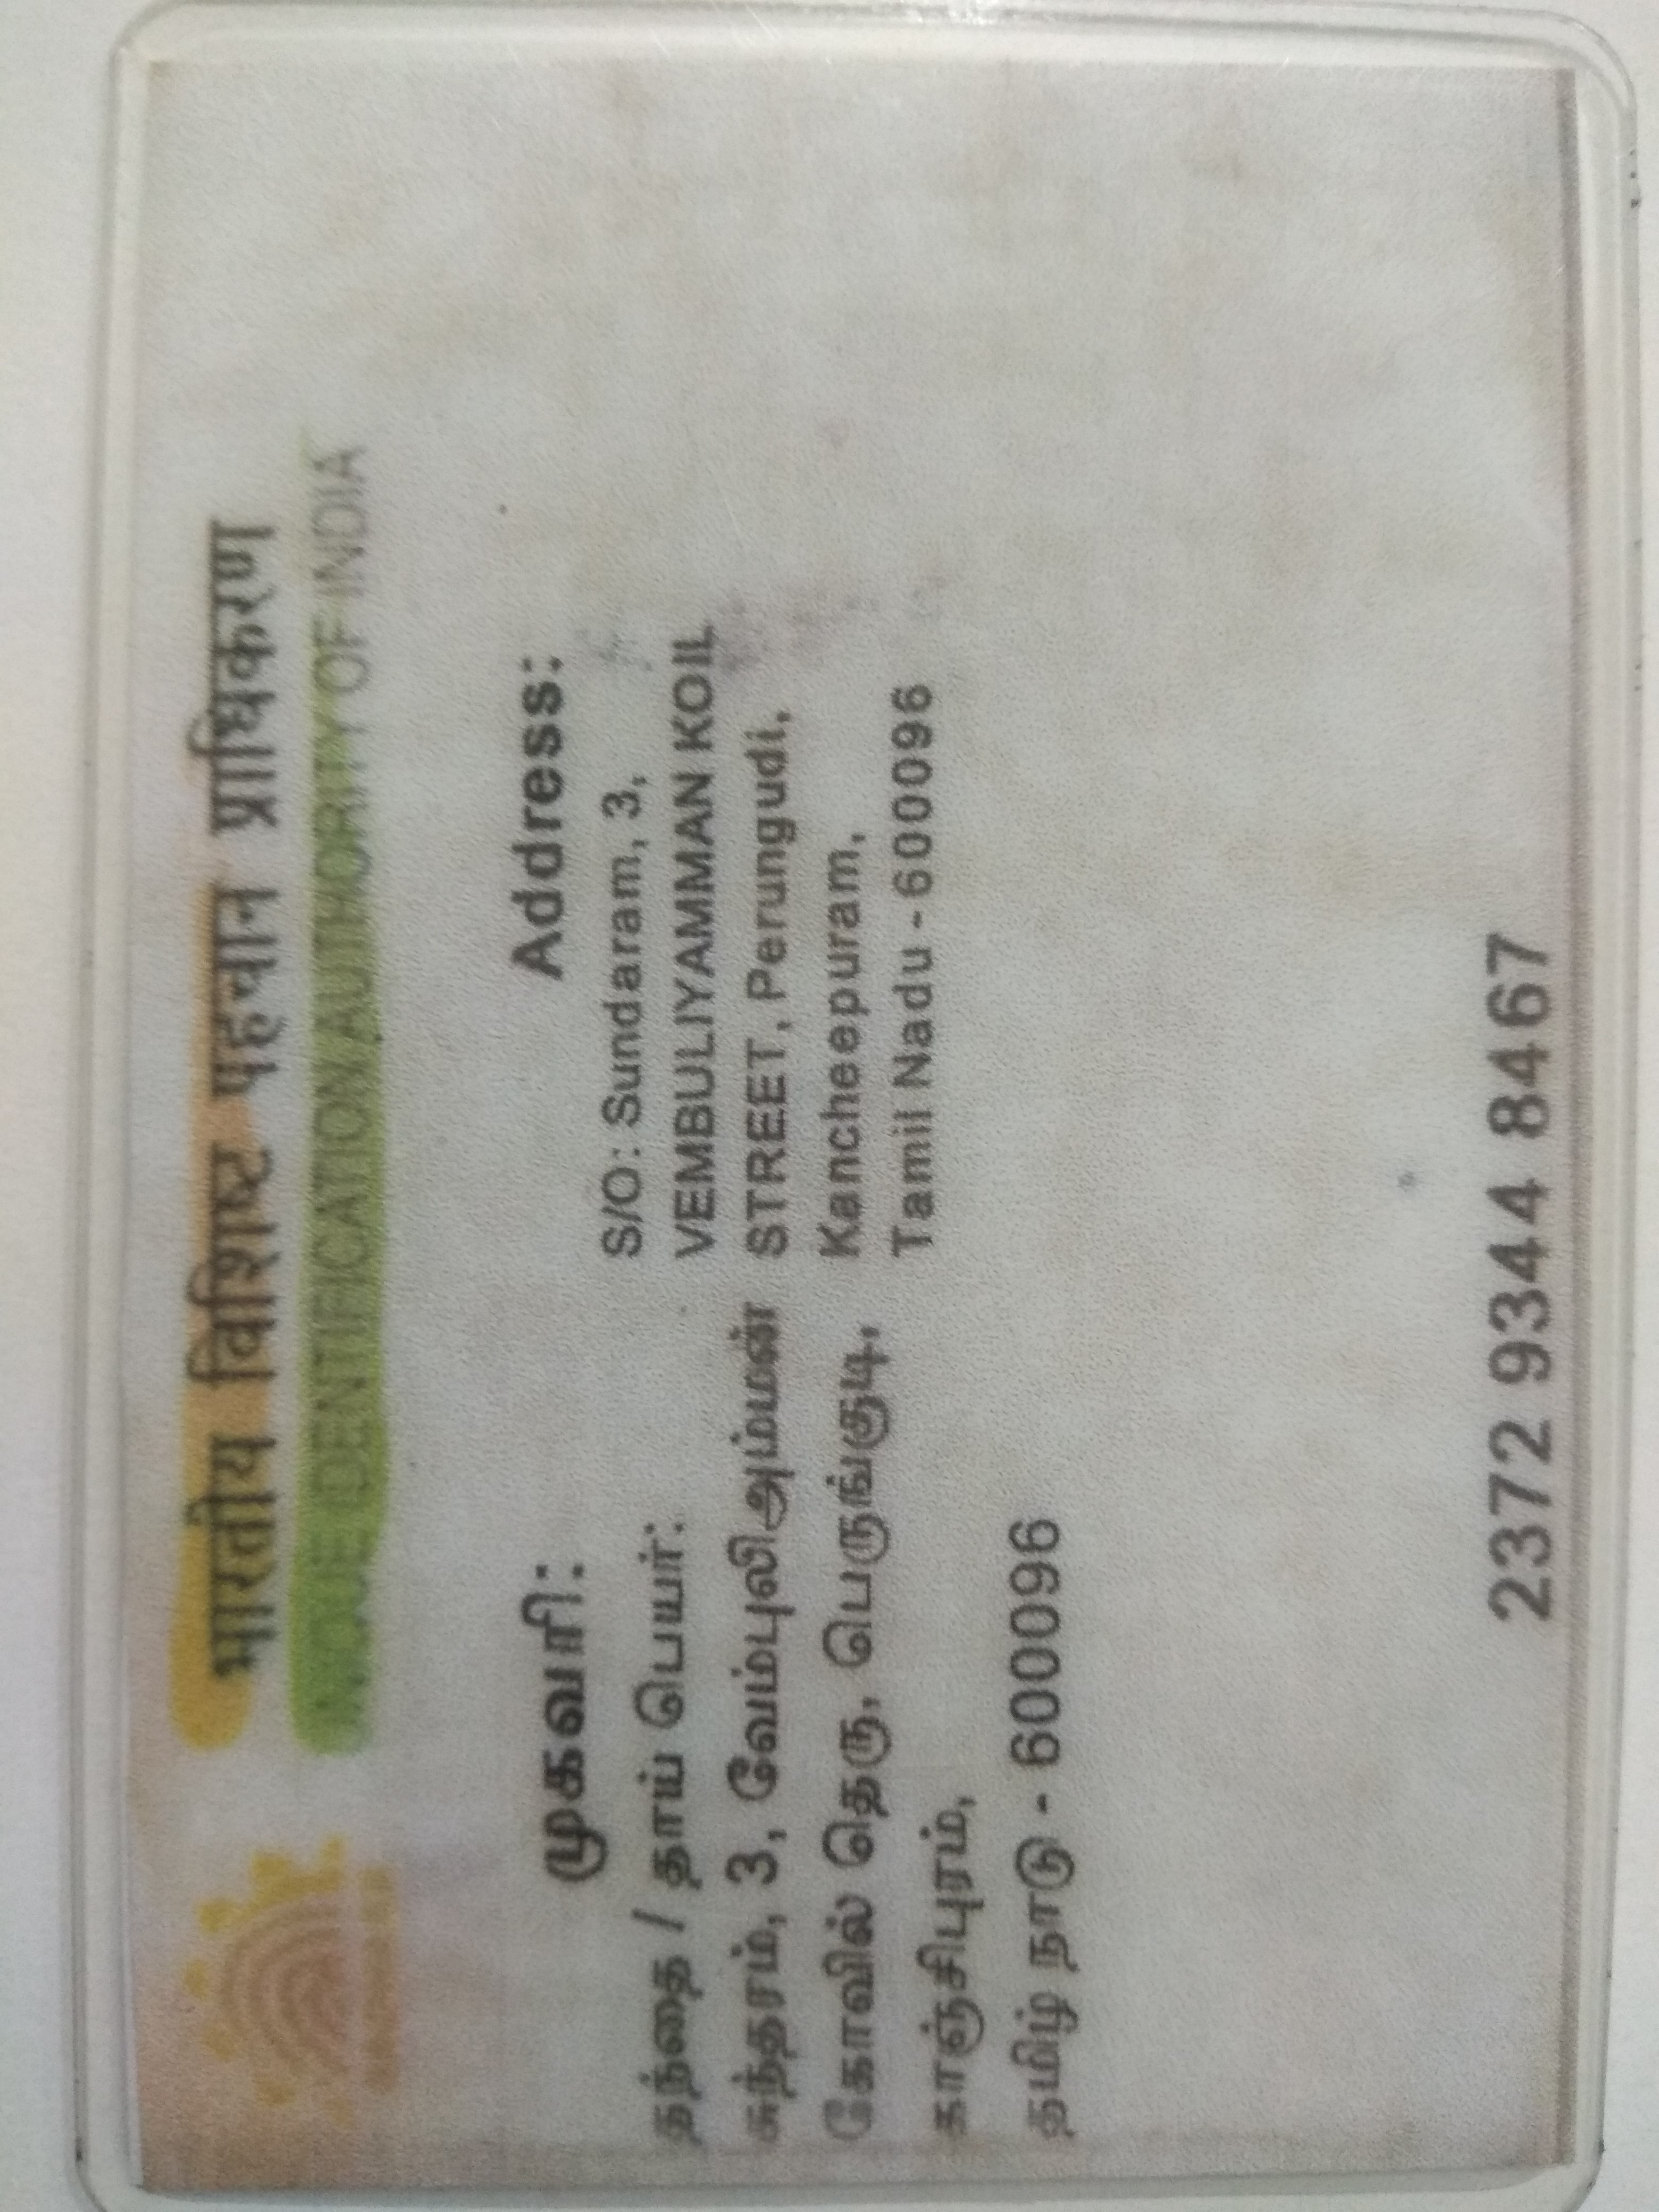 भारतीय विशिष्ट पहचान प्राधिकरण
UNIQUE IDENTIFICATION AUTHORITY OF INDIA
முகவரி:
தந்தை / தாய் பெயர்:
சுந்தரம், 3, வேம்புலிஅம்மன்
கோவில் தெரு, பெருங்குடி,
காஞ்சிபுரம்,
தமிழ் நாடு - 600096
Address:
S/O: Sundaram, 3,
VEMBULIYAMMAN KOIL
STREET, Perungudi,
Kancheepuram,
Tamil Nadu - 600096
2372 9344 8467